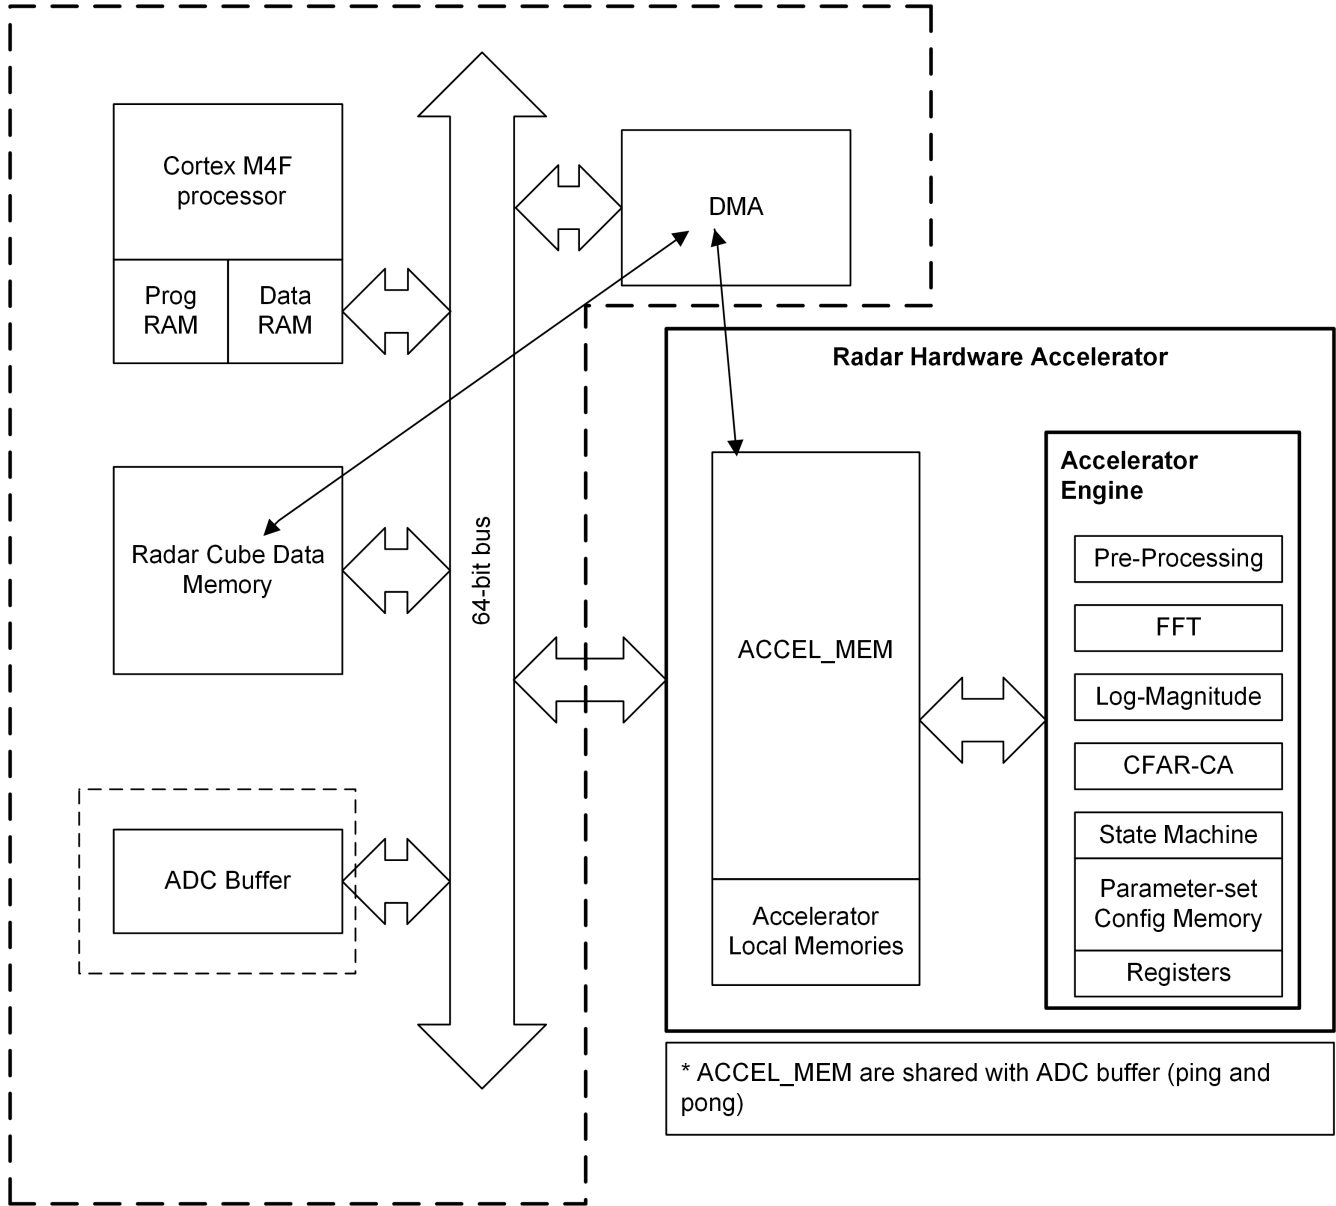 Cortex M4F
processor
Prog
RAM
Data
RAM
DMA
Radar Cube Data
Memory
64-bit bus
ADC Buffer
Radar Hardware Accelerator
ACCEL_MEM
Accelerator
Local Memories
Accelerator
Engine
Pre-Processing
FFT
Log-Magnitude
CFAR-CA
State Machine
Parameter-set
Config Memory
Registers
* ACCEL_MEM are shared with ADC buffer (ping and
pong)